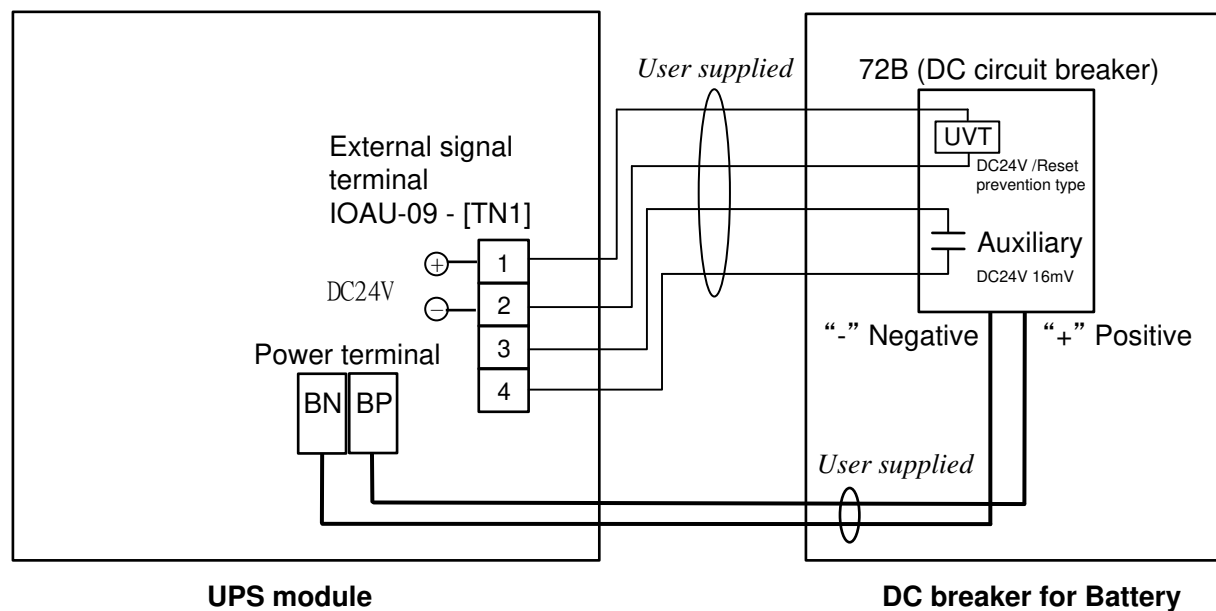 User supplied
72B (DC circuit breaker)
UVT
DC24V /Reset
prevention type
External signal
terminal
IOAU-09 - [TN1]
+
1
DC24V
−
2
3
4
Auxiliary
DC24V 16mV
“-” Negative
“+” Positive
Power terminal
BN
BP
User supplied
UPS module
DC breaker for Battery